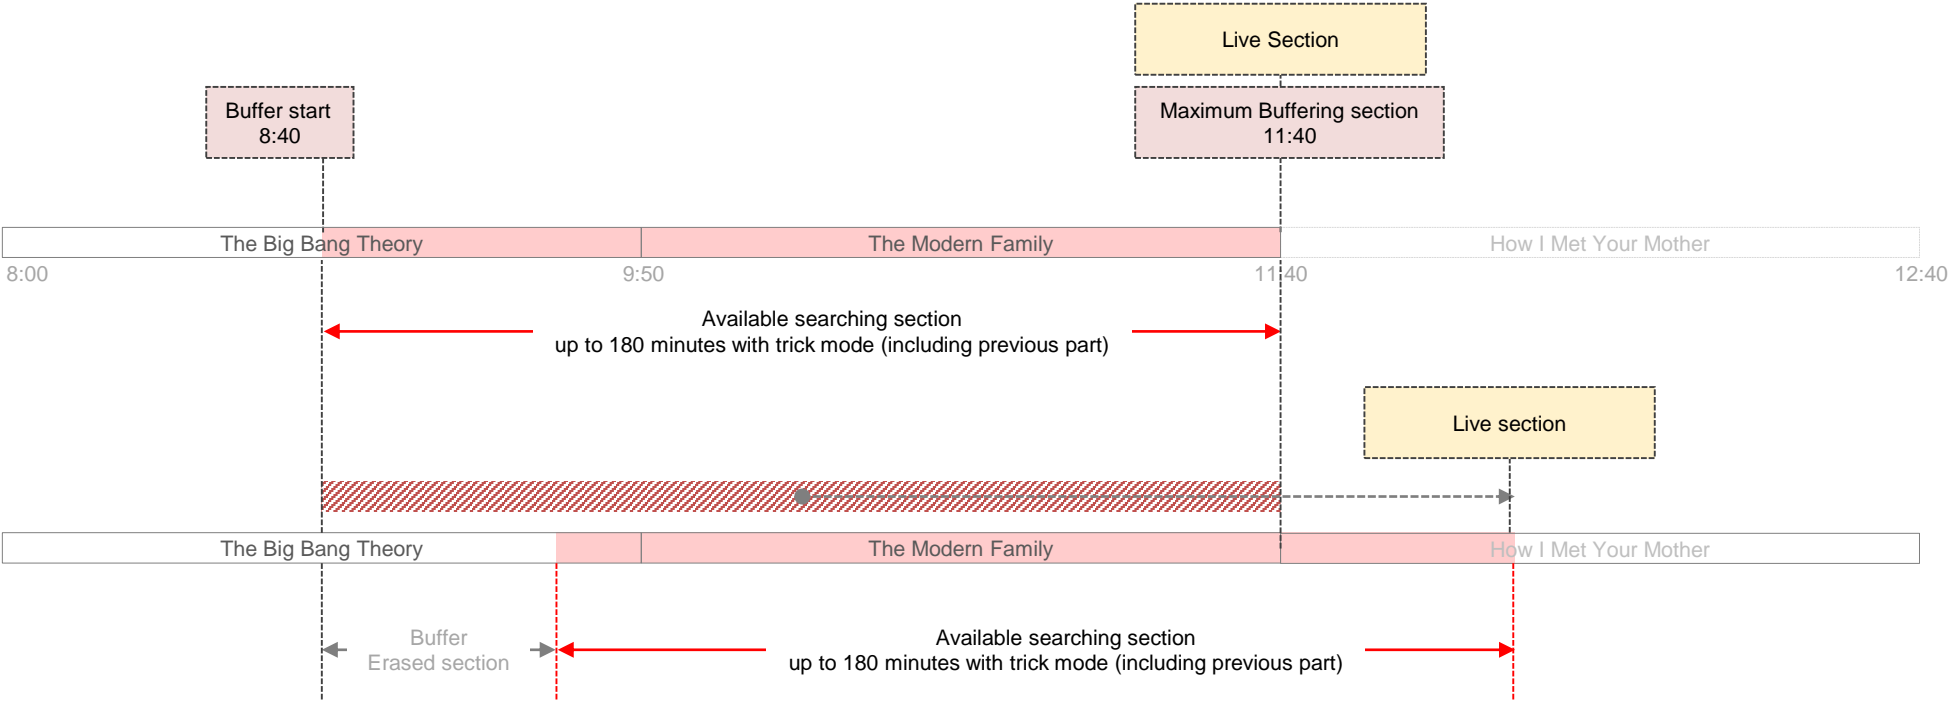 Live Section
Buffer start
8:40
Maximum Buffering section
11:40
The Big Bang Theory
The Modern Family
How I Met Your Mother
8:00
9:50
11:40
12:40
Available searching section
up to 180 minutes with trick mode (including previous part)
Live section
The Big Bang Theory
The Modern Family
How I Met Your Mother
Buffer
Erased section
Available searching section
up to 180 minutes with trick mode (including previous part)